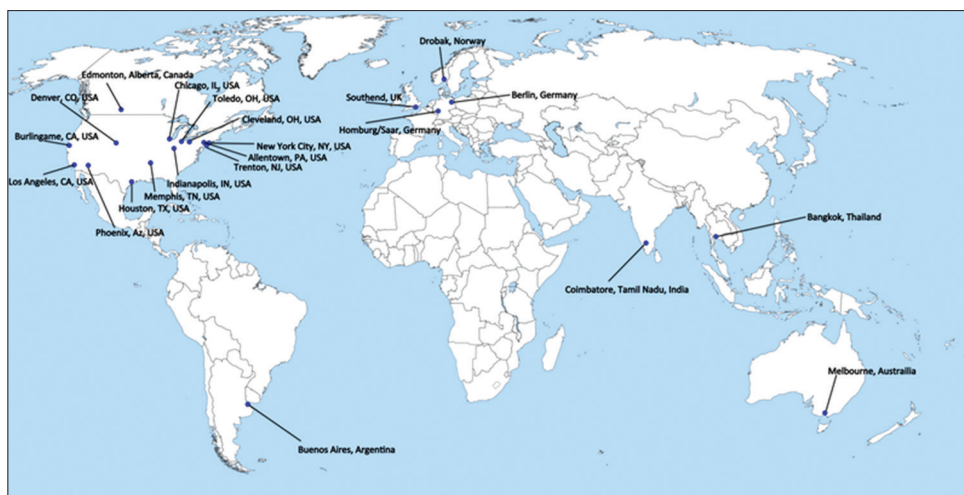 Drobak, Norway
Edmonton, Alberta, Canada
Chicago, IL, USA
Denver, CO, USA
Toledo, OH, USA
Southend, UK
Berlin, Germany
Cleveland, OH, USA
Burlingame, CA, USA
Homburg/Saar, Germany
New York City, NY, USA
Allentown, PA, USA
Trenton, NJ, USA
Los Angeles, CA, USA
Indianapolis, IN, USA
Memphis, TN, USA
Houston, TX, USA
Phoenix, Az, USA
Bangkok, Thailand
Coimbatore, Tamil Nadu, India
Melbourne, Austrailia
Buenos Aires, Argentina